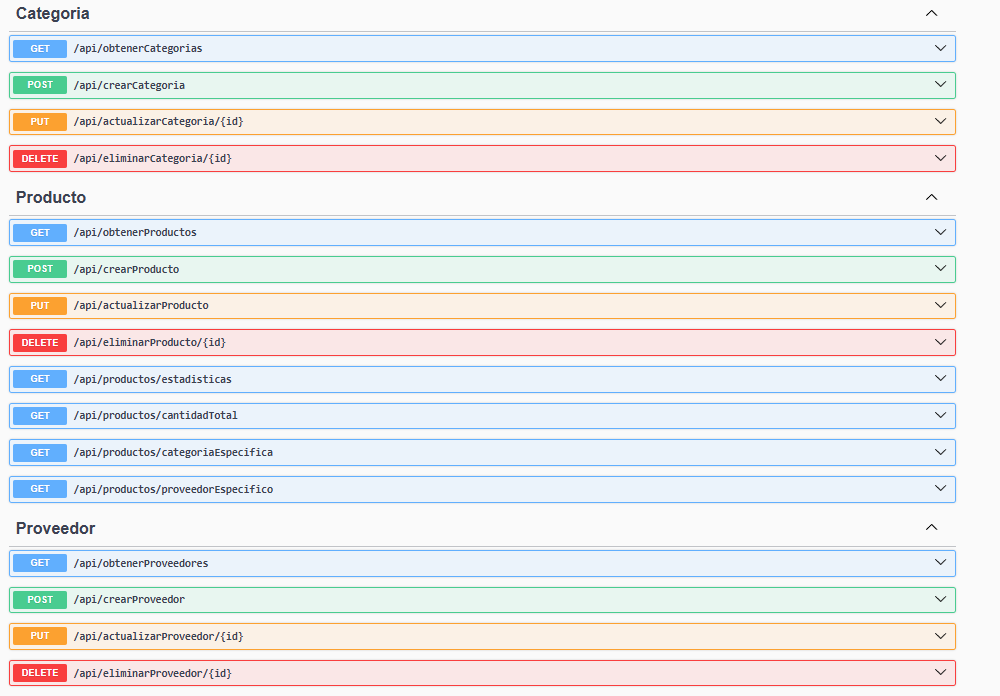 Categoria
GET /api/obtenerCategorias
POST /api/crearCategoria
PUT /api/actualizarCategoria/{id}
DELETE /api/eliminarCategoria/{id}
Producto
GET /api/obtenerProductos
POST /api/crearProducto
PUT /api/actualizarProducto
DELETE /api/eliminarProducto/{id}
GET /api/productos/estadisticas
GET /api/productos/cantidadTotal
GET /api/productos/categoriaEspecifica
GET /api/productos/proveedorEspecifico
Proveedor
GET /api/obtenerProveedores
POST /api/crearProveedor
PUT /api/actualizarProveedor/{id}
DELETE /api/eliminarProveedor/{id}